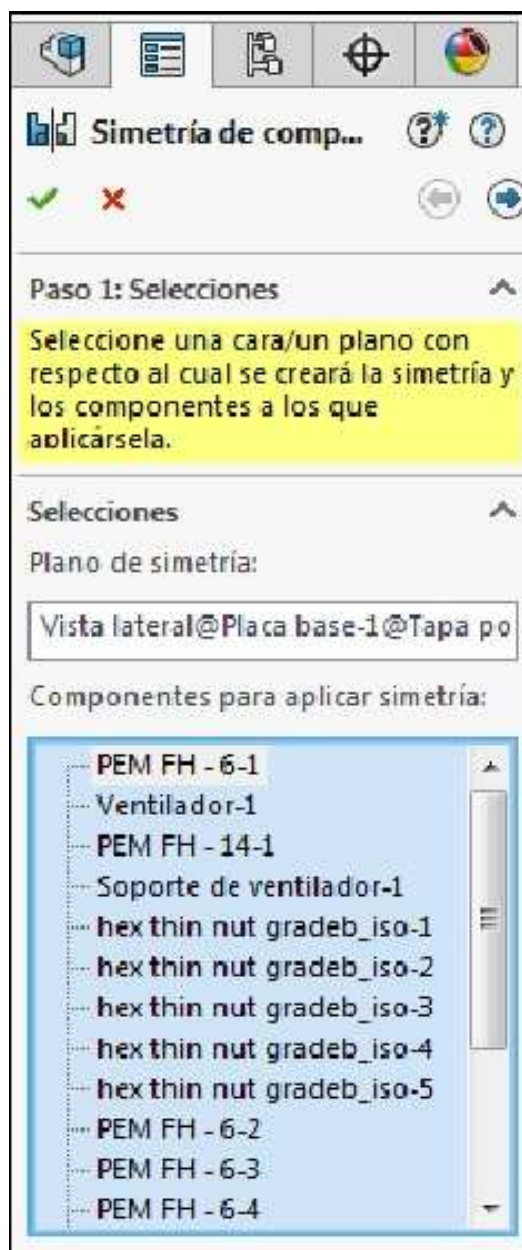 Simetría de comp...
Paso 1: Selecciones
Seleccione una cara/un plano con
respecto al cual se creará la simetría y
los componentes a los que
aplicársela.
Selecciones
Plano de simetría:
Vista lateral@Placa base-1@Tapa po
Componentes para aplicar simetría:
PEM FH - 6-1
Ventilador-1
PEM FH - 14-1
Soporte de ventilador-1
hex thin nut gradeb_iso-1
hex thin nut gradeb_iso-2
hex thin nut gradeb_iso-3
hex thin nut gradeb_iso-4
hex thin nut gradeb_iso-5
PEM FH - 6-2
PEM FH - 6-3
PEM FH - 6-4